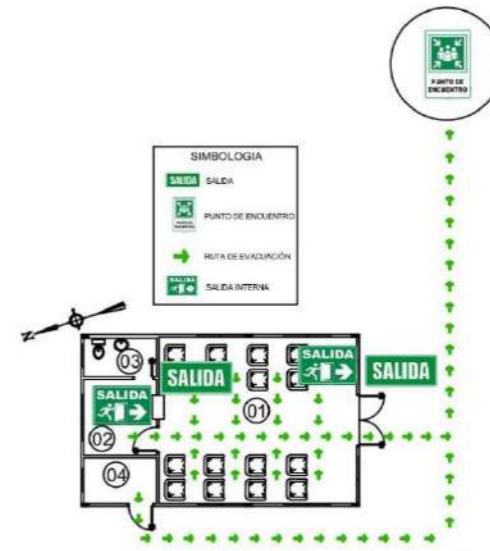 PUNTO DE
ENCUENTRO
SIMBOLOGIA
SALIDA SALIDA
PUNTO DE ENCUENTRO
RUTA DE EVACUACIÓN
SALIDA SALIDA INTERNA
N
03
SALIDA
SALIDA
SALIDA
SALIDA
01
02
04